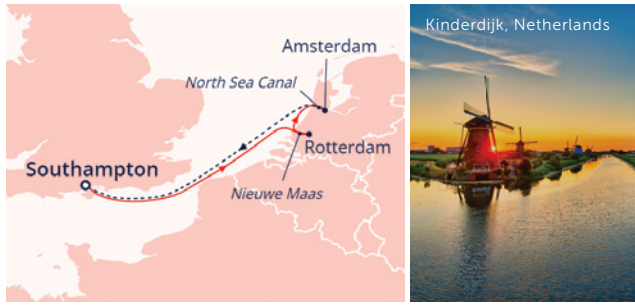 Amsterdam
North Sea Canal
Rotterdam
Southampton
Nieuwe Maas
Kinderdijk, Netherlands